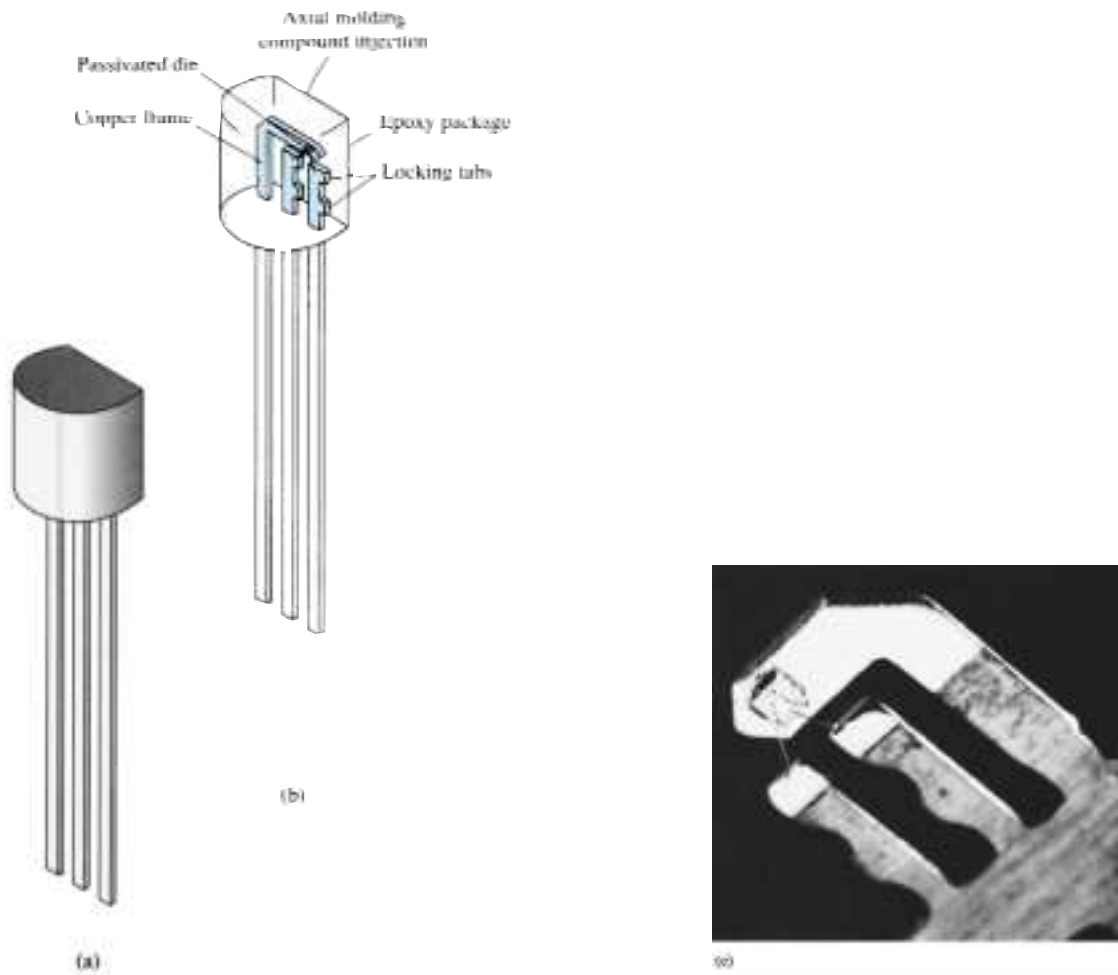 Axial molding
compound injection
Passivated die
Copper frame
Epoxy package
Locking tabs
(b)
(a)
(c)